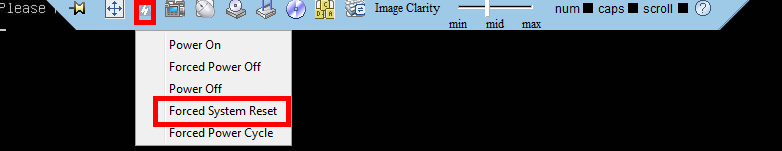 Please
Image Clarity
min mid max
num caps scroll ?
Power On
Forced Power Off
Power Off
Forced System Reset
Forced Power Cycle